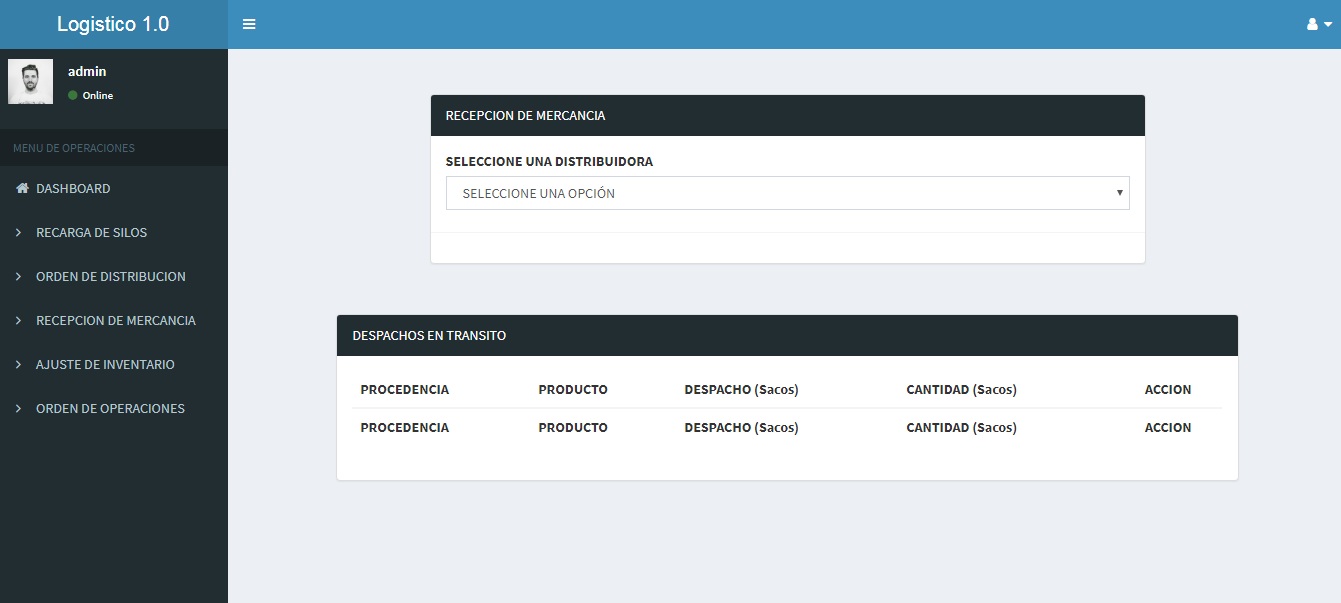 Logistico 1.0
admin
Online
MENU DE OPERACIONES
DASHBOARD
RECARGA DE SILOS
ORDEN DE DISTRIBUCION
RECEPCION DE MERCANCIA
AJUSTE DE INVENTARIO
ORDEN DE OPERACIONES
RECEPCION DE MERCANCIA
SELECCIONE UNA DISTRIBUIDORA
SELECCIONE UNA OPCIÓN
DESPACHOS EN TRANSITO
PROCEDENCIA PRODUCTO DESPACHO (Sacos) CANTIDAD (Sacos) ACCION
PROCEDENCIA PRODUCTO DESPACHO (Sacos) CANTIDAD (Sacos) ACCION